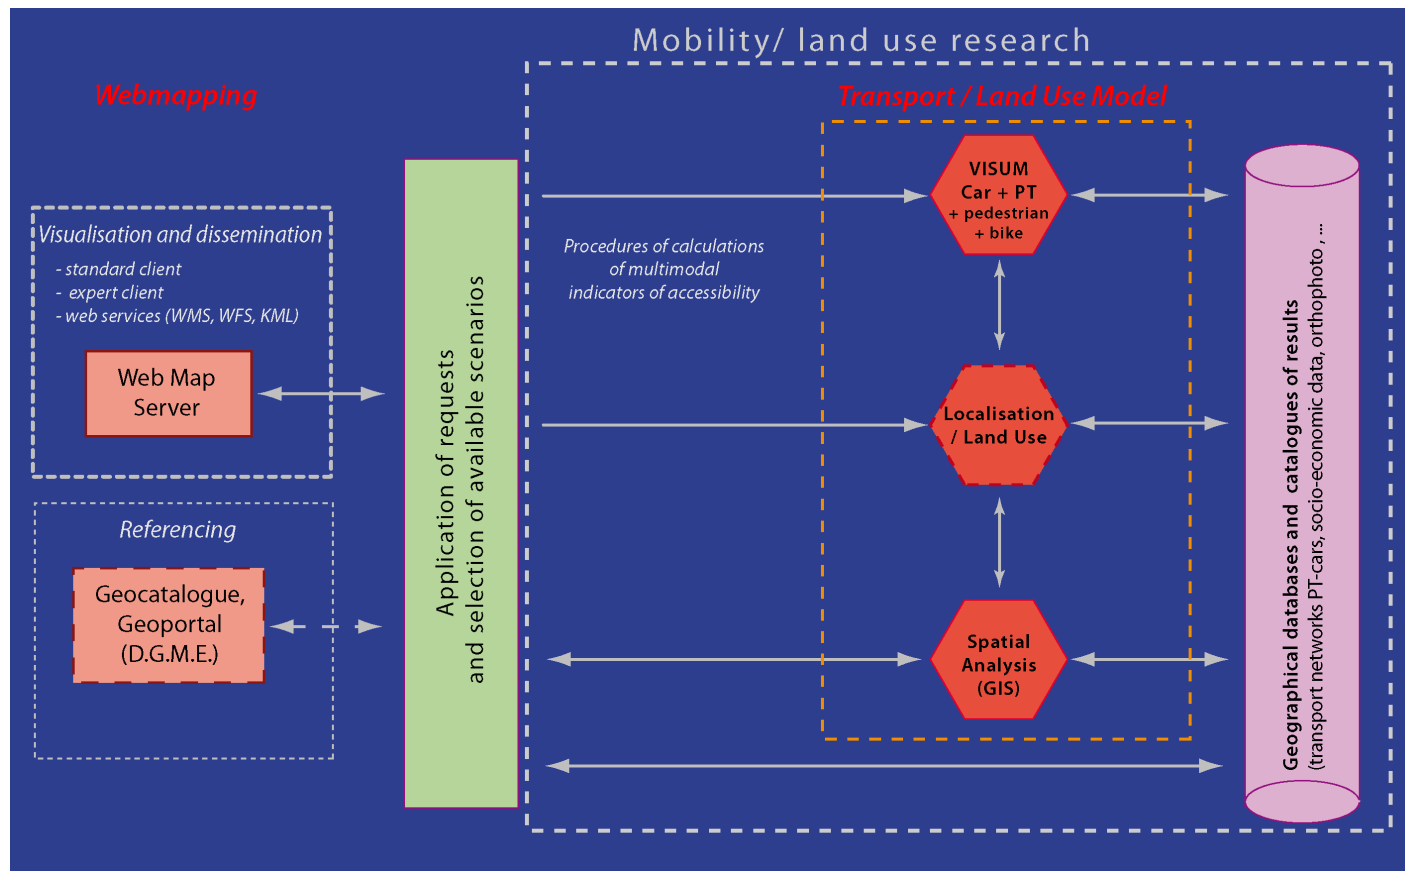 Mobility/ land use research
Webmapping
Transport / Land Use Model
Visualisation and dissemination
- standard client
- expert client
- web services (WMS, WFS, KML)
Web Map
Server
Referencing
Geocatalogue,
Geoportal
(D.G.M.E.)
Application of requests
and selection of available scenarios
Procedures of calculations
of multimodal
indicators of accessibility
VISUM
Car + PT
+ pedestrian
+ bike
Localisation
/ Land Use
Spatial
Analysis
(GIS)
Geographical databases and catalogues of results
(transport networks PT-cars, socio-economic data, orthophoto , ...